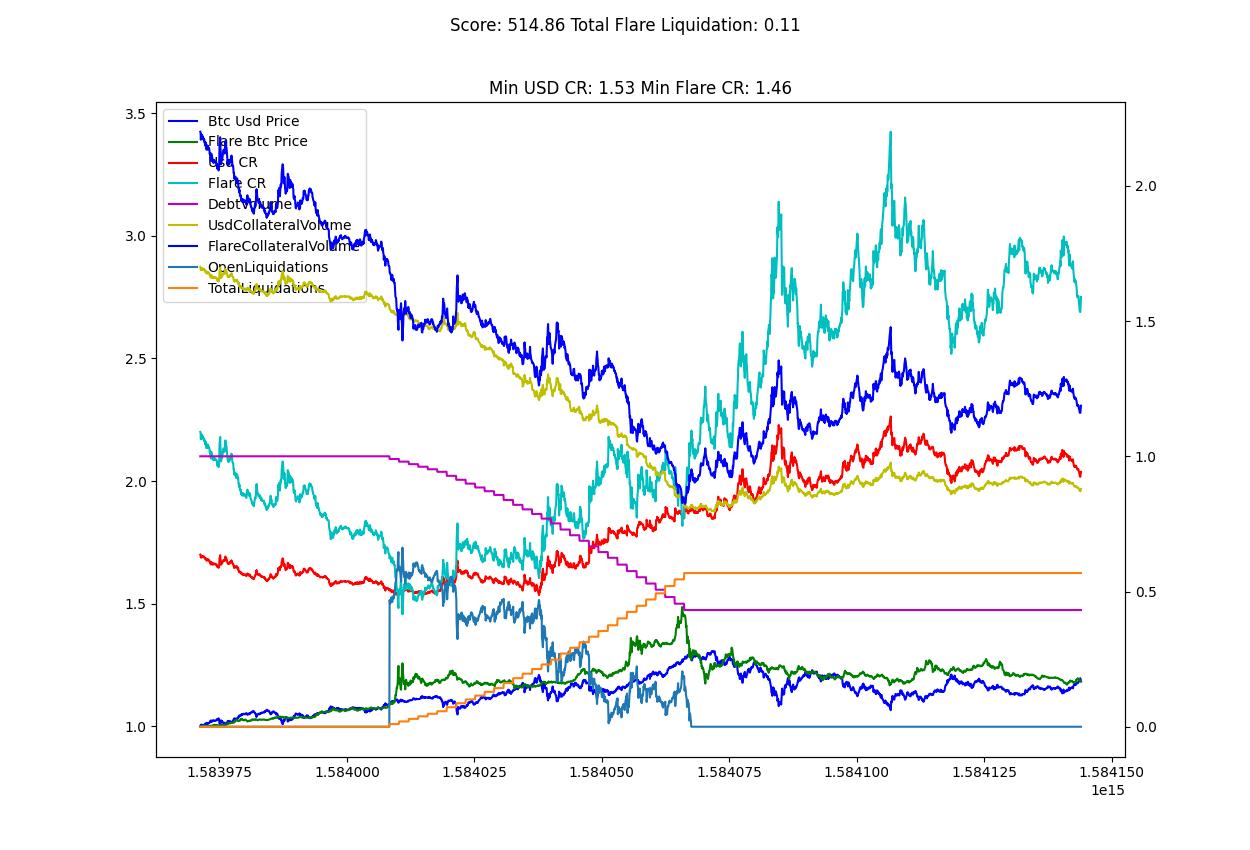 Score: 514.86 Total Flare Liquidation: 0.11
Min USD CR: 1.53 Min Flare CR: 1.46
Btc Usd Price
Flare Btc Price
Usd CR
Flare CR
DebtVolume
UsdCollateralVolume
FlareCollateralVolume
OpenLiquidations
TotalLiquidations
3.5
3.0
2.5
2.0
1.5
1.0
2.0
1.5
1.0
0.5
0.0
1.583975 1.584000 1.584025 1.584050 1.584075 1.584100 1.584125 1.584150
1e15